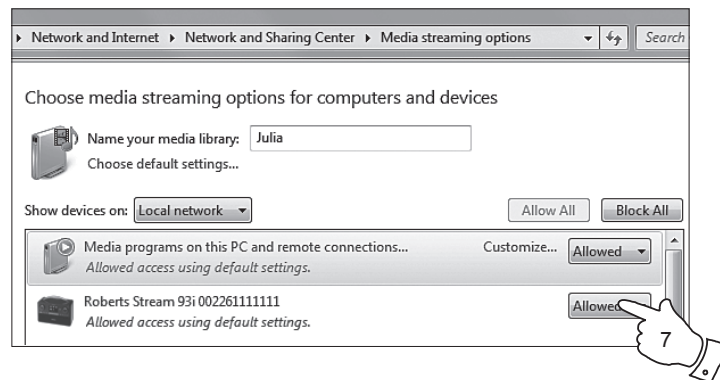 Network and Internet ▸ Network and Sharing Center ▸ Media streaming options Search
Choose media streaming options for computers and devices
Name your media library: Julia
Choose default settings...
Show devices on: Local network Allow All Block All
Media programs on this PC and remote connections... Customize... Allowed
Allowed access using default settings.
Roberts Stream 93i 002261111111 Allowed
Allowed access using default settings.
7